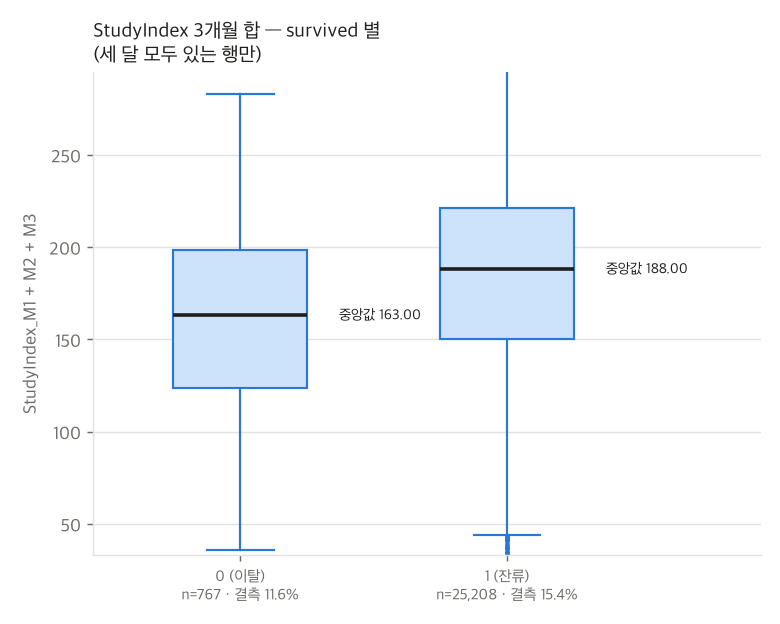 StudyIndex 3개월 합 — survived 별
(세 달 모두 있는 행만)
StudyIndex_M1 + M2 + M3
250
200
150
100
50
중앙값 163.00
중앙값 188.00
0 (이탈)
n=767 · 결측 11.6%
1 (잔류)
n=25,208 · 결측 15.4%